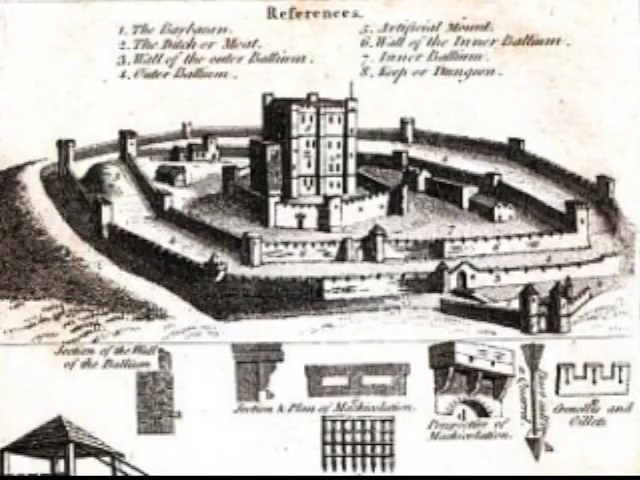 References.
1. The Barbacan.
2. The Ditch or Moat.
3. Wall of the outer Ballium.
4. Outer Ballium.
5. Artificial Mount.
6. Wall of the Inner Ballium.
7. Inner Ballium.
8. Keep or Dungeon.
Section of the Wall
of the Ballium
Section & Plan of Machicolation.
Perspective of
Machicolation.
a Quarrel
Crenelles and
Oillets